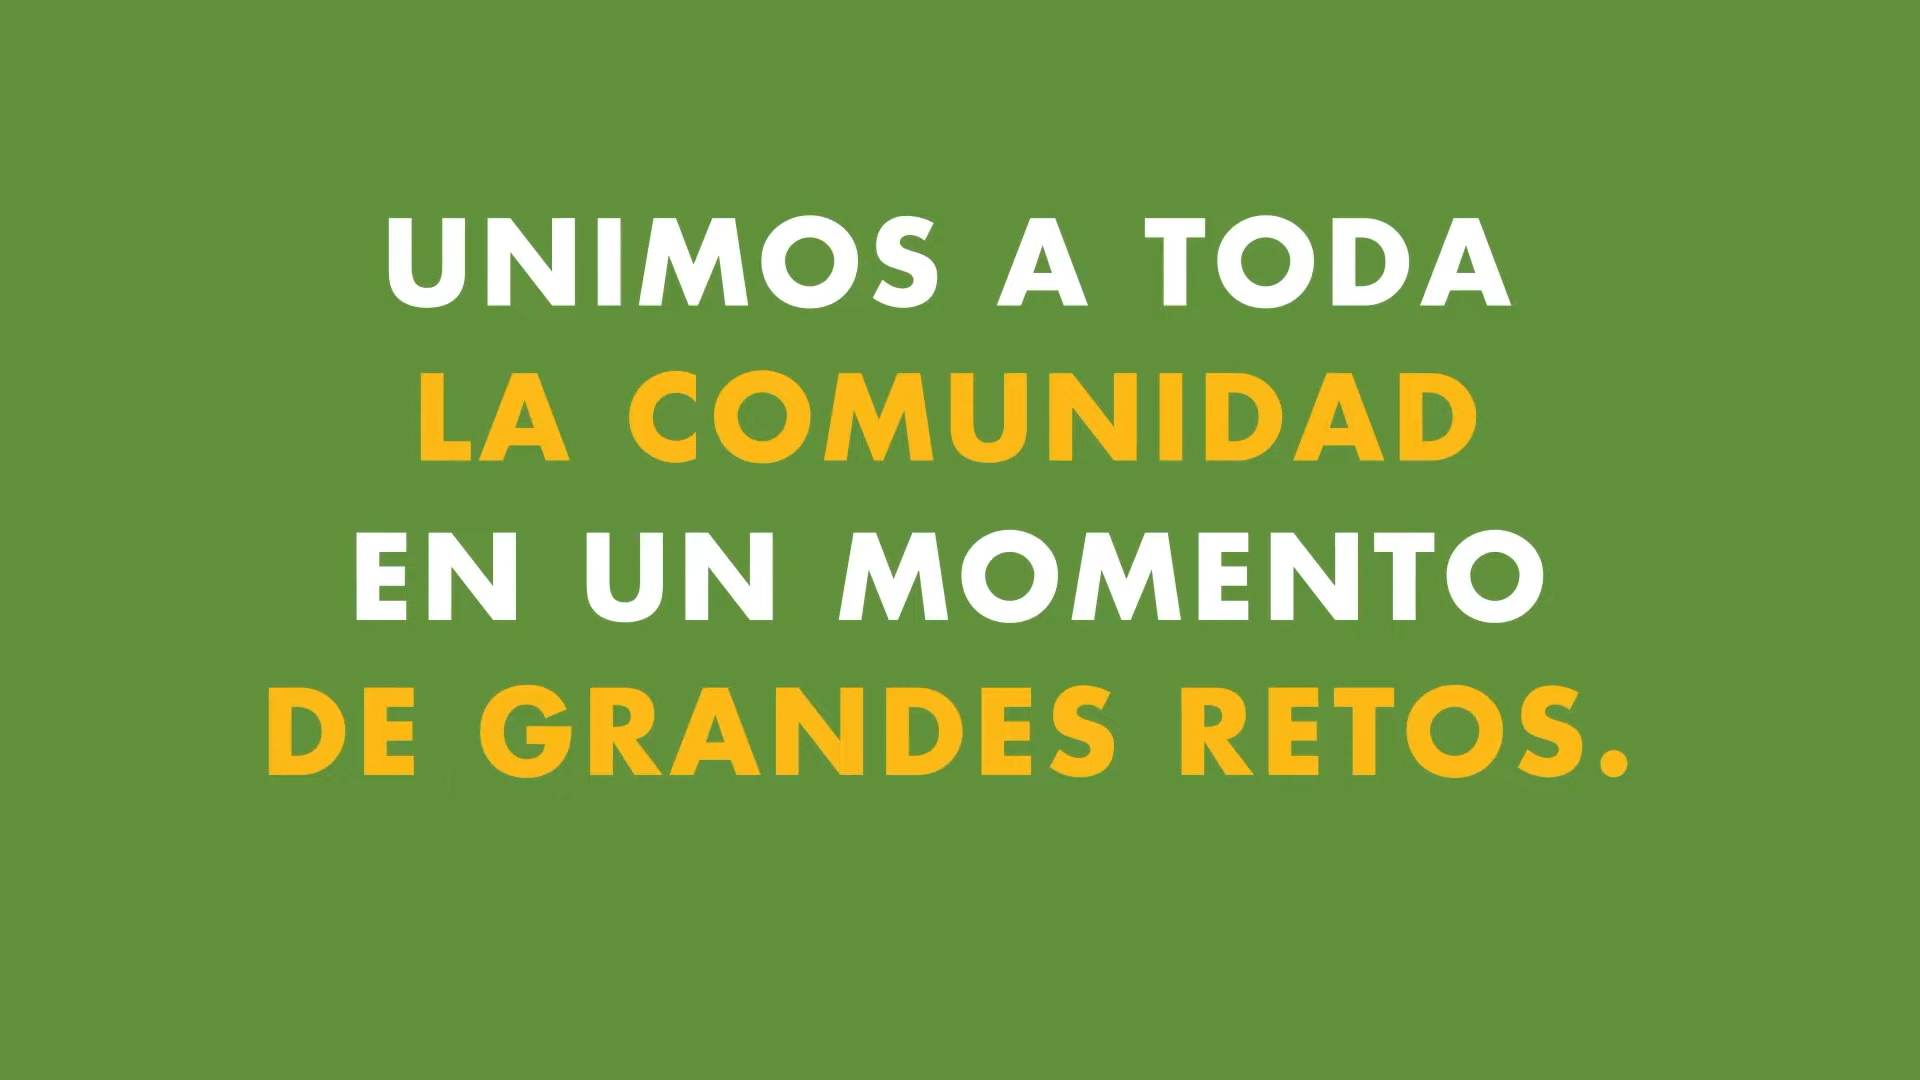 UNIMOS A TODA
LA COMUNIDAD
EN UN MOMENTO
DE GRANDES RETOS.